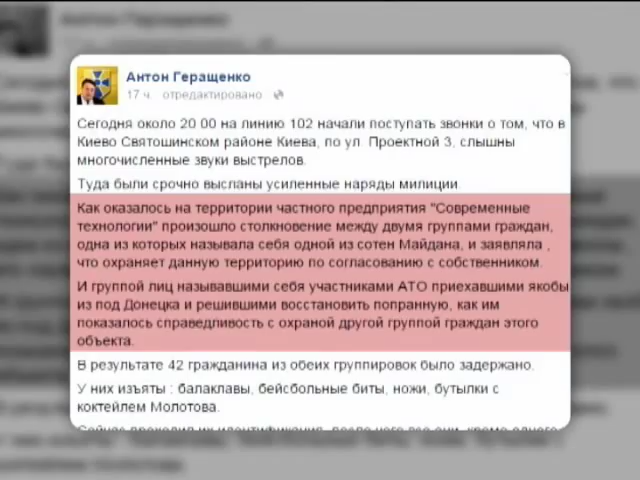 Антон Геращенко
17 ч. отредактировано
Сегодня около 20 00 на линию 102 начали поступать звонки о том, что в
Киево Святошинском районе Киева, по ул Проектной 3, слышны
многочисленные звуки выстрелов.
Туда были срочно высланы усиленные наряды милиции
Как оказалось на территории частного предприятия "Современные
технологии" произошло столкновение между двумя группами граждан,
одна из которых называла себя одной из сотен Майдана, и заявляла ,
что охраняет данную территорию по согласованию с собственником.
И группой лиц называвшими себя участниками АТО приехавшими якобы
из под Донецка и решившими восстановить попранную, как им
показалось справедливость с охраной другой группой граждан этого
объекта.
В результате 42 гражданина из обеих группировок было задержано.
У них изъяты : балаклавы, бейсбольные биты, ножи, бутылки с
коктейлем Молотова.